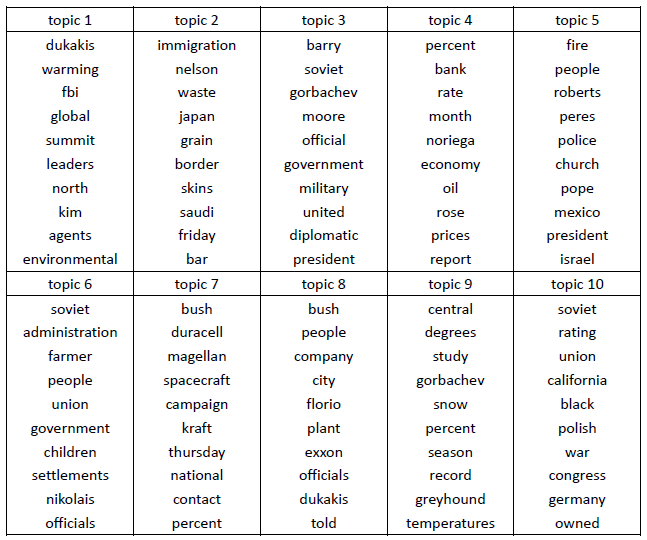 topic 1 topic 2 topic 3 topic 4 topic 5
dukakis immigration barry percent fire
warming nelson soviet bank people
fbi waste gorbachev rate roberts
global japan moore month peres
summit grain official noriega police
leaders border government economy church
north skins military oil pope
kim saudi united rose mexico
agents friday diplomatic prices president
environmental bar president report israel
topic 6 topic 7 topic 8 topic 9 topic 10
soviet bush bush central soviet
administration duracell people degrees rating
farmer magellan company study union
people spacecraft city gorbachev california
union campaign florio snow black
government kraft plant percent polish
children thursday exxon season war
settlements national officials record congress
nikolais contact dukakis greyhound germany
officials percent told temperatures owned